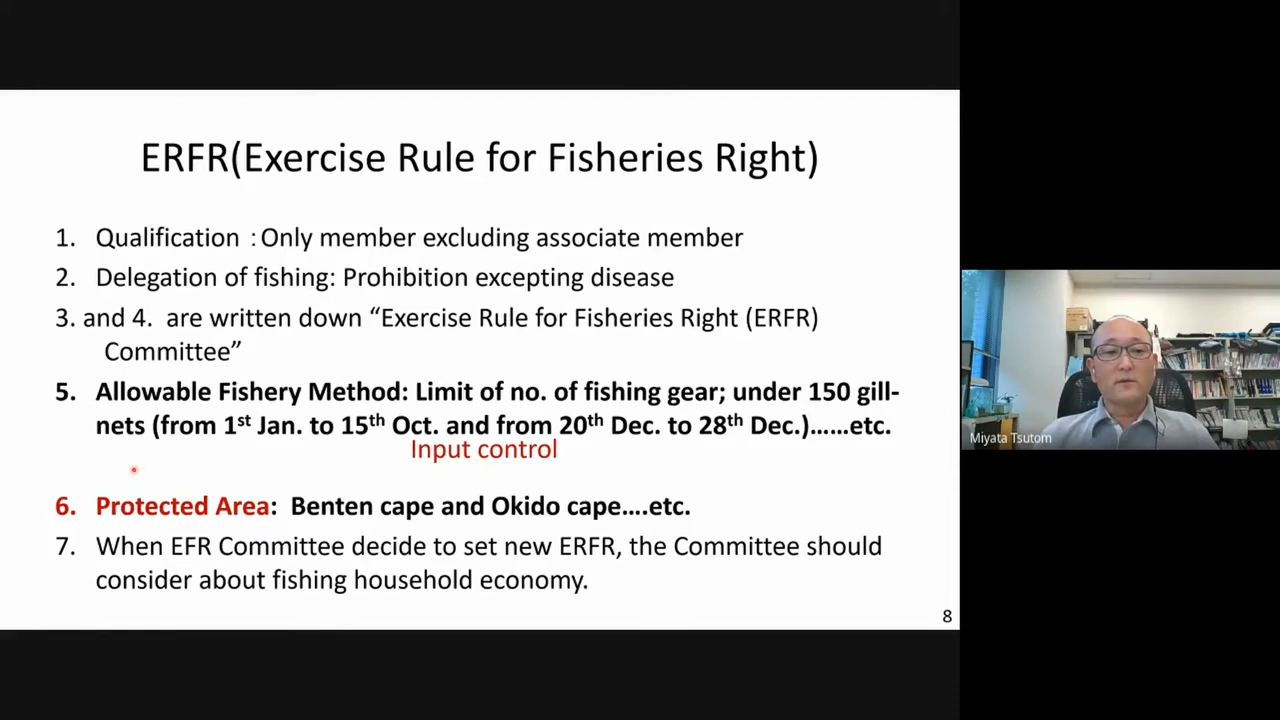 ERFR(Exercise Rule for Fisheries Right)
1. Qualification : Only member excluding associate member
2. Delegation of fishing: Prohibition excepting disease
3. and 4. are written down “Exercise Rule for Fisheries Right (ERFR)
Committee”
5. Allowable Fishery Method: Limit of no. of fishing gear; under 150 gill-
nets (from 1st Jan. to 15th Oct. and from 20th Dec. to 28th Dec.)……etc.
Input control
6. Protected Area: Benten cape and Okido cape….etc.
7. When EFR Committee decide to set new ERFR, the Committee should
consider about fishing household economy.
8
Miyata Tsutom